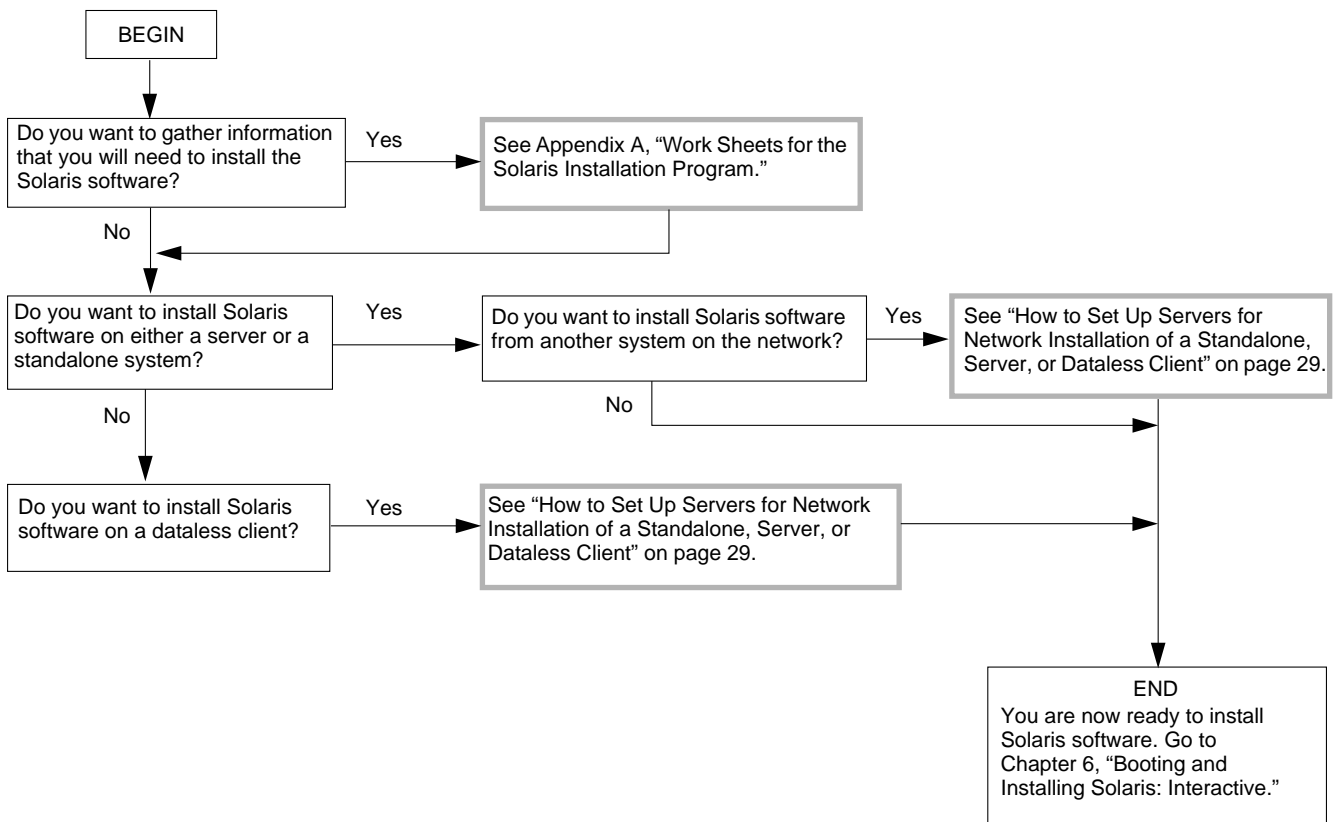 BEGIN
Do you want to gather information
that you will need to install the
Solaris software?
Yes
See Appendix A, “Work Sheets for the
Solaris Installation Program.”
No
Do you want to install Solaris
software on either a server or a
standalone system?
Yes
Do you want to install Solaris software
from another system on the network?
Yes
See “How to Set Up Servers for
Network Installation of a Standalone,
Server, or Dataless Client” on page 29.
No
No
Do you want to install Solaris
software on a dataless client?
Yes
See “How to Set Up Servers for Network
Installation of a Standalone, Server, or
Dataless Client” on page 29.
END
You are now ready to install
Solaris software. Go to
Chapter 6, “Booting and
Installing Solaris: Interactive.”